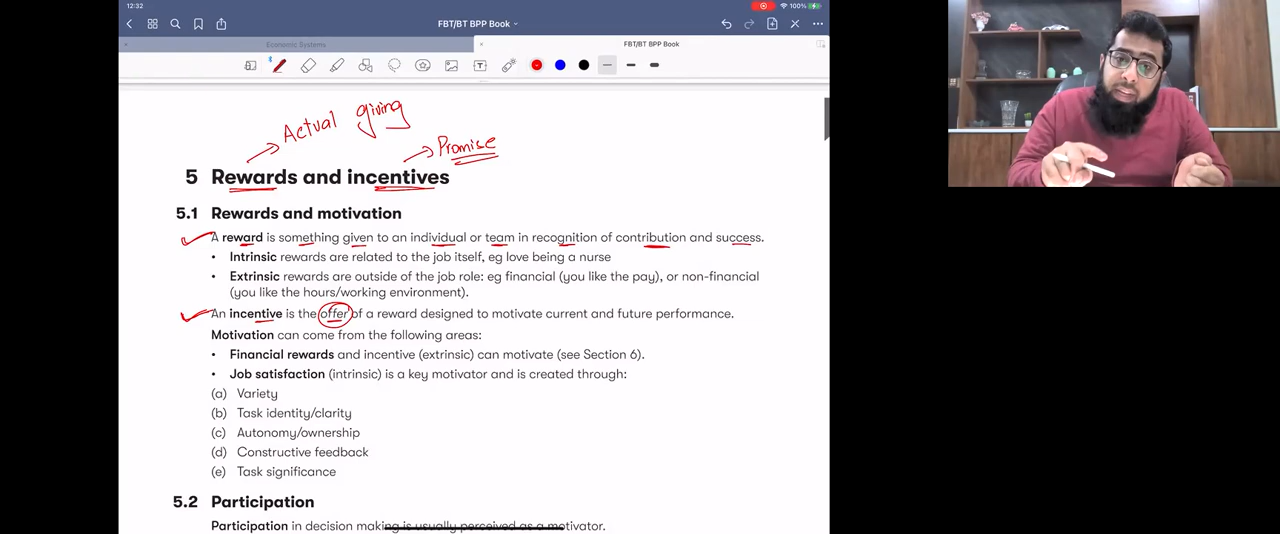 12:32
100%
FBT/BT BPP Book
Economic Systems
FBT/BT BPP Book
Actual giving
Promise
5 Rewards and incentives
5.1 Rewards and motivation
A reward is something given to an individual or team in recognition of contribution and success.
• Intrinsic rewards are related to the job itself, eg love being a nurse
• Extrinsic rewards are outside of the job role: eg financial (you like the pay), or non-financial
(you like the hours/working environment).
An incentive is the offer of a reward designed to motivate current and future performance.
Motivation can come from the following areas:
• Financial rewards and incentive (extrinsic) can motivate (see Section 6).
• Job satisfaction (intrinsic) is a key motivator and is created through:
(a) Variety
(b) Task identity/clarity
(c) Autonomy/ownership
(d) Constructive feedback
(e) Task significance
5.2 Participation
Participation in decision making is usually perceived as a motivator.